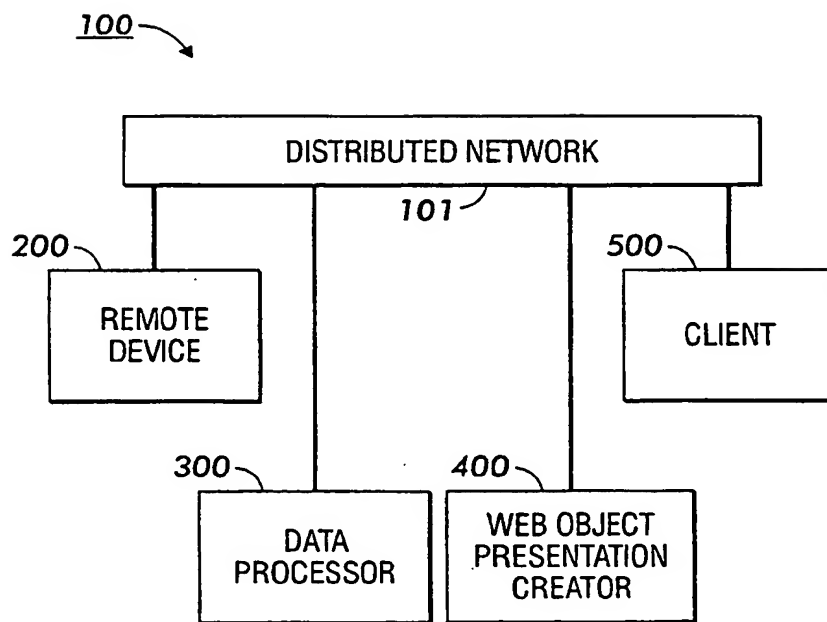 100
DISTRIBUTED NETWORK
101
200
500
REMOTE
DEVICE
CLIENT
300
400
DATA
PROCESSOR
WEB OBJECT
PRESENTATION
CREATOR